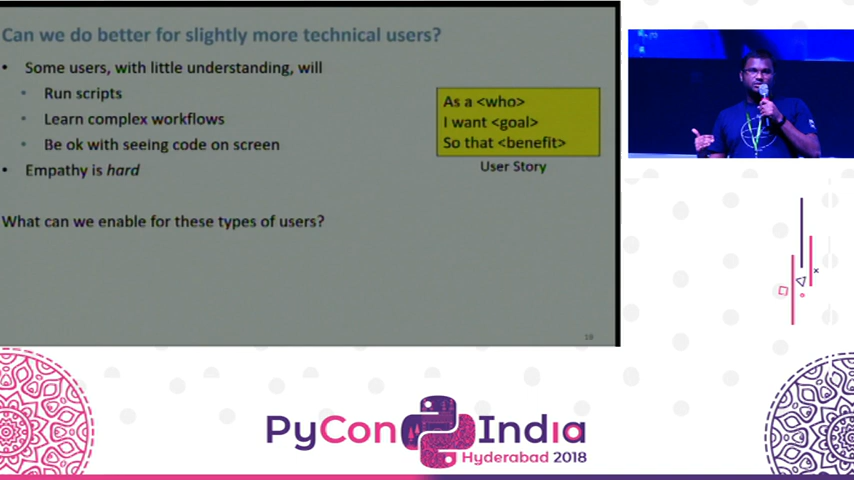 Can we do better for slightly more technical users?
• Some users, with little understanding, will
• Run scripts
• Learn complex workflows
• Be ok with seeing code on screen
• Empathy is hard
What can we enable for these types of users?
As a <who>
I want <goal>
So that <benefit>
User Story
PyCon India
Hyderabad 2018